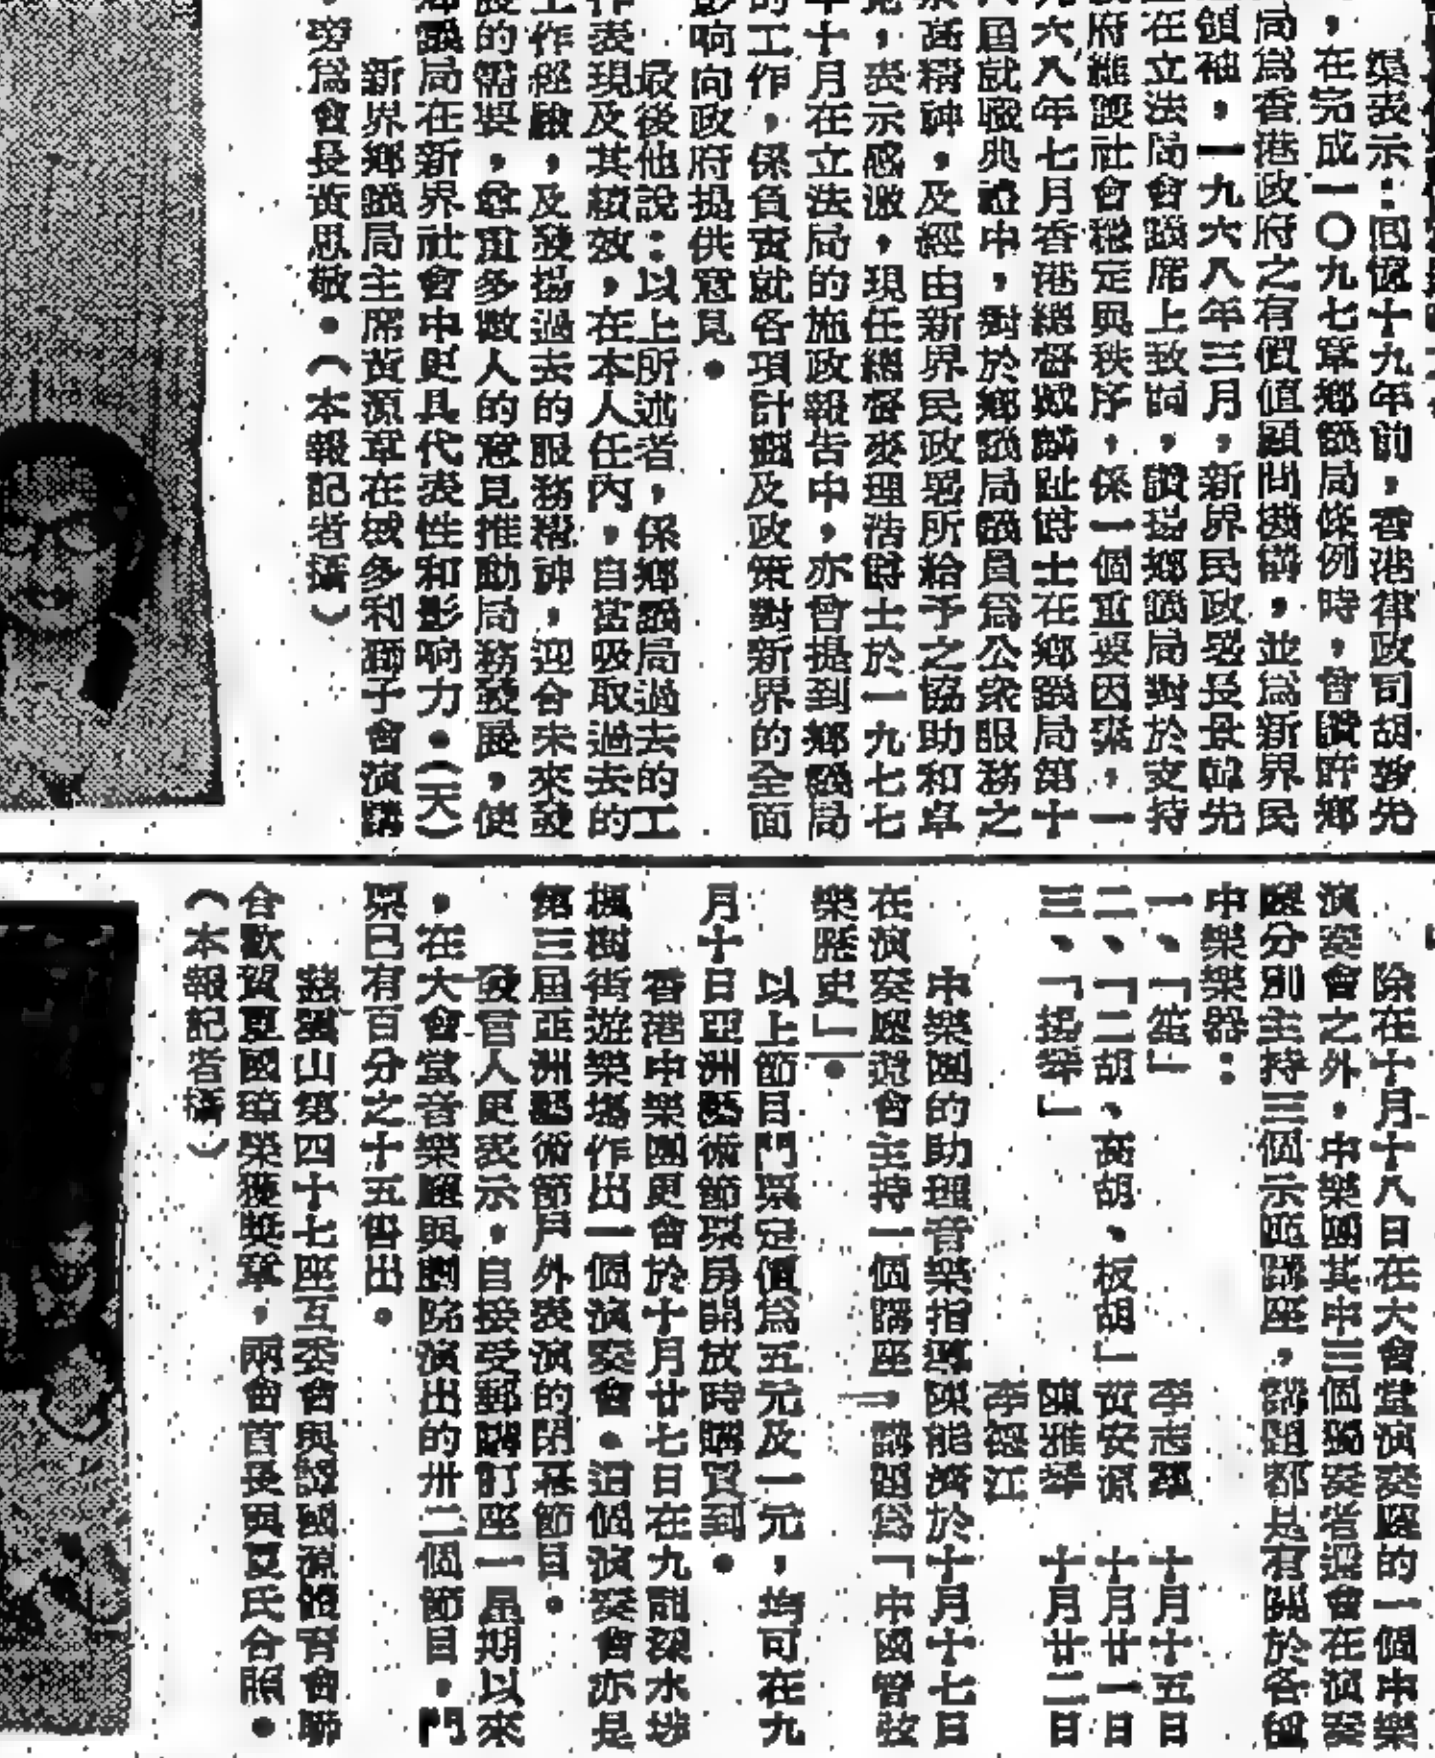 渠表示：回溯十九年前，香港律政司胡敦先
，在完成一〇九七章鄉議局條例時，曾讚許鄉
局為香港政府之有價值顧問機構，並為新界民
領袖，一九六八年三月，新界民政署長
在立法局會議席上致詞，讚揚鄉議局對於支持
府維護社會穩定與秩序，係一個重要因素，一
六八年七月香港總督戴麟趾爵士在鄉議局第十
屆就職典禮中，對於鄉議局議員為公衆服務之
高精神，及經由新界民政署所給予之協助和卓
，表示感激，現任總督麥理浩爵士於一九七七
十月在立法局的施政報告中，亦曾提到鄉議局
的工作，係負責就各項計劃及政策對新界的全面
影响向政府提供意見。
最後他說：以上所述者，係鄉議局過去的工
作表現及其績效，在本人任內，自當吸取過去的
工作經驗，及發揚過去的服務精神，迎合未來發
的需要，尊重多數人的意見推動局務發展，使
議局在新界社會中更具代表性和影响力。（天）
新界鄉議局主席黃源章在域多利獅子會演講
，旁為會長黃思敬。（本報記者攝）
除在十月十八日在大會堂演奏廳的一個中樂
演奏會之外，中樂團其中三個獨奏者還會在演奏
廳分別主持三個示範講座，講題都是有關於各個
中樂樂器：
一、「笙」　李志　十月十五日
二、「二胡、高胡、板胡」　黃安源　十月廿一日
三、「揚琴」　陳雅琴　十月廿二日
李江
中樂團的助理音樂指導陳能濟於十月十七日
在演奏廳還會主持一個講座——講題為「中國管弦
樂歷史」。
以上節目門票定價為五元及一元，均可在九
月十日亞洲藝術節票房開放時購買到。
香港中樂團更會於十月廿七日在九龍深水埗
楓樹街遊樂場作出一個演奏會。這個演奏會亦是
第三屆亞洲藝術節戶外表演的閉幕節目。
發言人更表示，自接受郵購訂座一星期以來
，在大會堂音樂廳與劇院演出的卅二個節目，門
票已有百分之十五售出。
山第四十七座互委會與體育會聯
合歡賀夏國璋榮獲獎章，兩會首長與夏氏合照。
（本報記者攝）